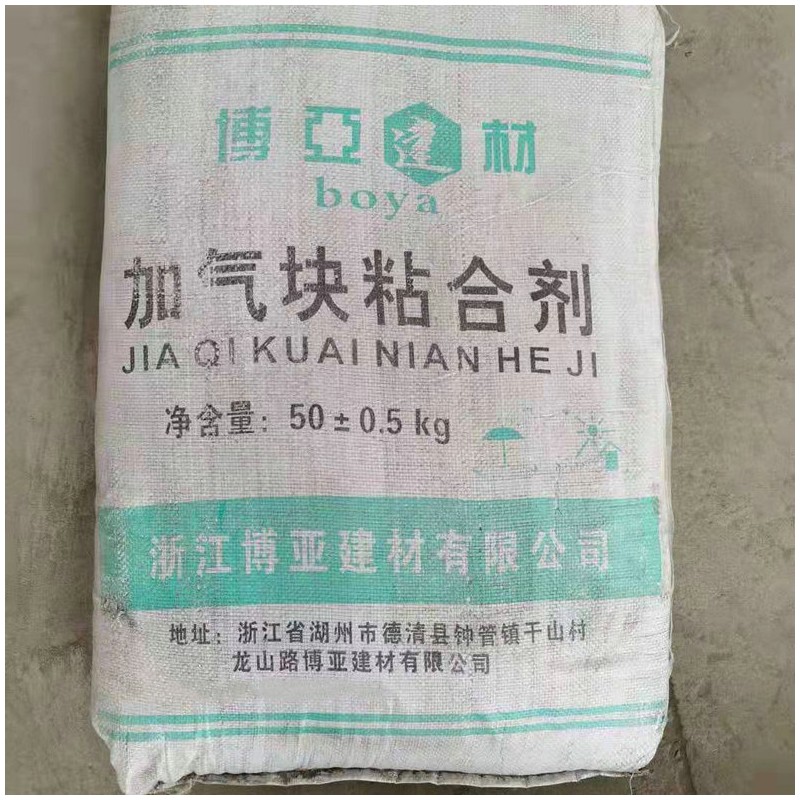 博亞建材
boya
加气块粘合剂
JIA QI KUAI NIAN HE JI
净含量：50±0.5kg
浙江博亚建材有限公司
地址：浙江省湖州市德清县钟管镇干山村
龙山路博亚建材有限公司